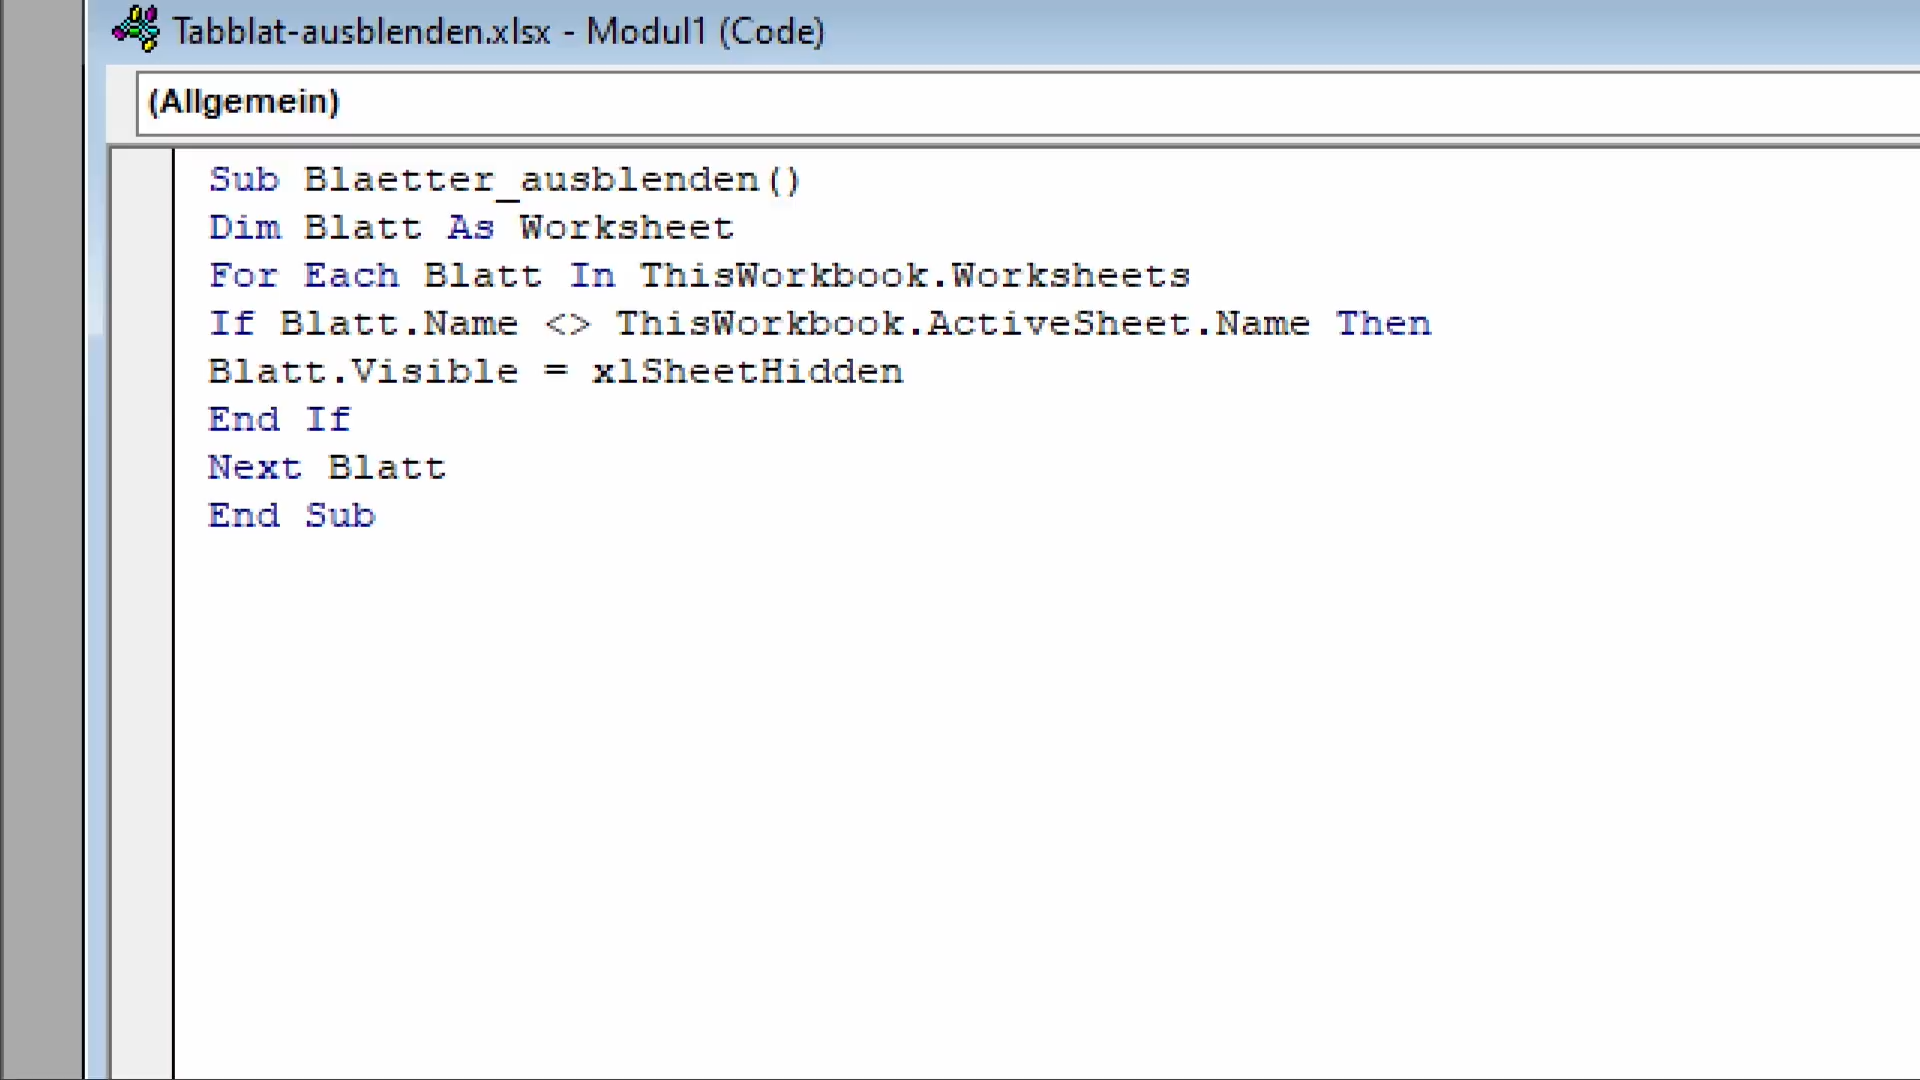 Tabblat-ausblenden.xlsx - Modul1 (Code)
(Allgemein)
Sub Blaetter_ausblenden()
Dim Blatt As Worksheet
For Each Blatt In ThisWorkbook.Worksheets
If Blatt.Name <> ThisWorkbook.ActiveSheet.Name Then
Blatt.Visible = xlSheetHidden
End If
Next Blatt
End Sub